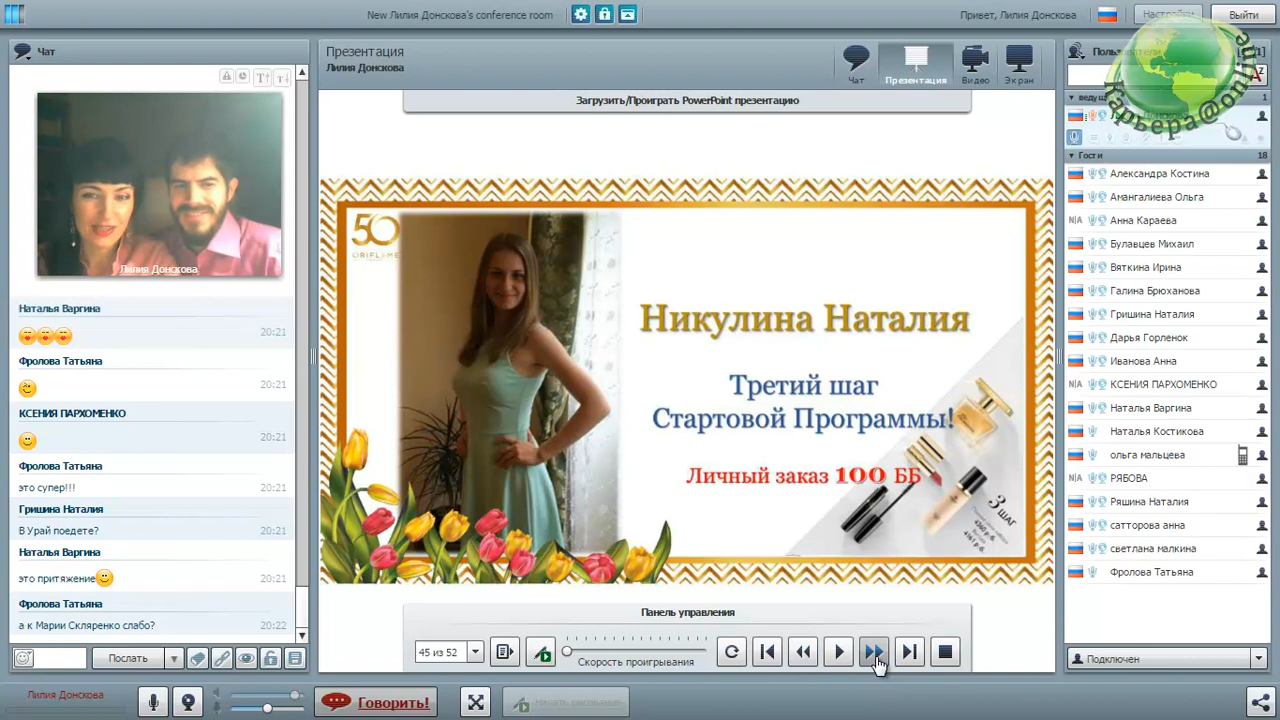 New Лилия Донскова's conference room
Привет, Лилия Донскова
Настройки
Выйти
Чат
Лилия Донскова
Наталья Варгина
20:21
Фролова Татьяна
20:21
КСЕНИЯ ПАРХОМЕНКО
20:21
Фролова Татьяна
это супер!!!
20:21
Гришина Наталия
В Урай поедете?
20:21
Наталья Варгина
это притяжение
20:21
Фролова Татьяна
а к Марии Скляренко слабо?
20:22
Послать
Презентация
Лилия Донскова
Чат
Презентация
Видео
Экран
Загрузить/Проиграть PowerPoint презентацию
50
ORIFLAME
Никулина Наталия
Третий шаг
Стартовой Программы!
Личный заказ 100 ББ
3 ШАГ
Панель управления
45 из 52
Скорость проигрывания
Карьера@online
1
Гости
18
Александра Костина
Амангалиева Ольга
N/A Анна Караева
Булавцев Михаил
Вяткина Ирина
Галина Брюханова
Гришина Наталия
Дарья Горленок
Иванова Анна
N/A КСЕНИЯ ПАРХОМЕНКО
Наталья Варгина
Наталья Костикова
ольга мальцева
N/A РЯБОВА
Ряшина Наталия
сатторова анна
светлана малкина
Фролова Татьяна
Подключен
Лилия Донскова
Говорить!